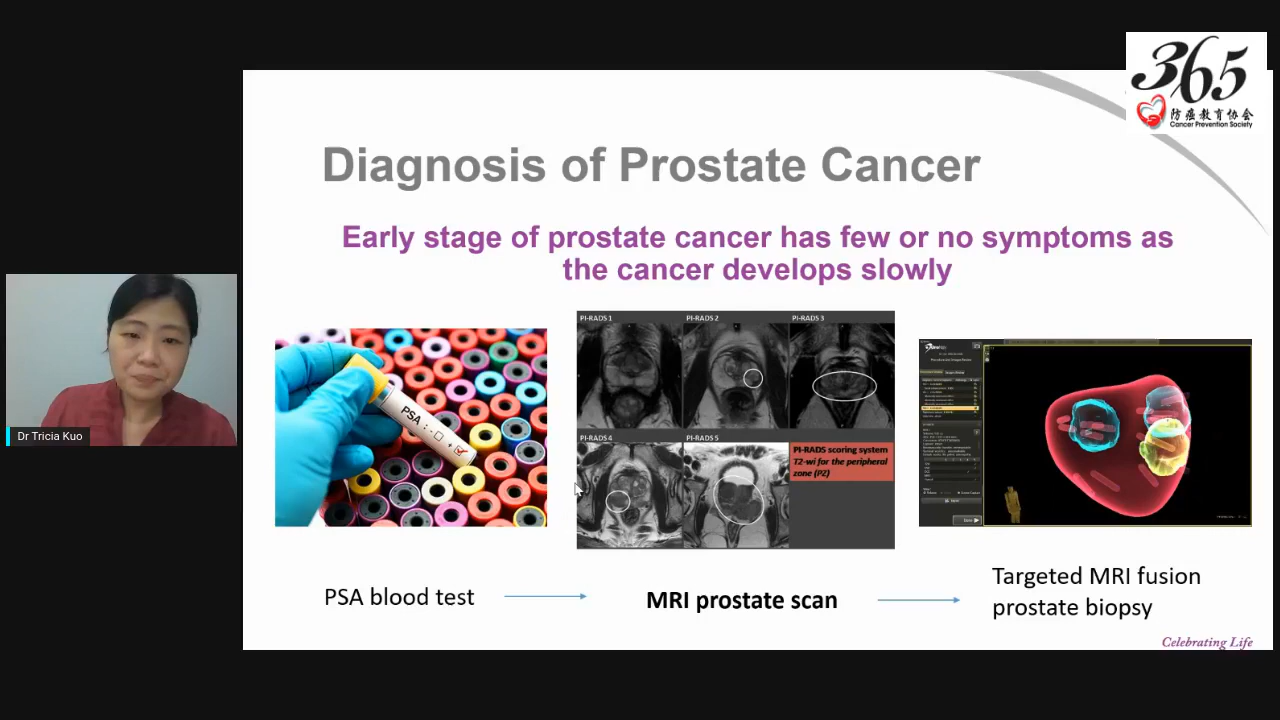 365
防癌教育协会
Cancer Prevention Society
Diagnosis of Prostate Cancer
Early stage of prostate cancer has few or no symptoms as
the cancer develops slowly
Dr Tricia Kuo
PSA :
PI-RADS 1
PI-RADS 2
PI-RADS 3
PI-RADS 4
PI-RADS 5
PI-RADS scoring system
T2-wi for the peripheral
zone (PZ)
PSA blood test
MRI prostate scan
Targeted MRI fusion
prostate biopsy
Celebrating Life